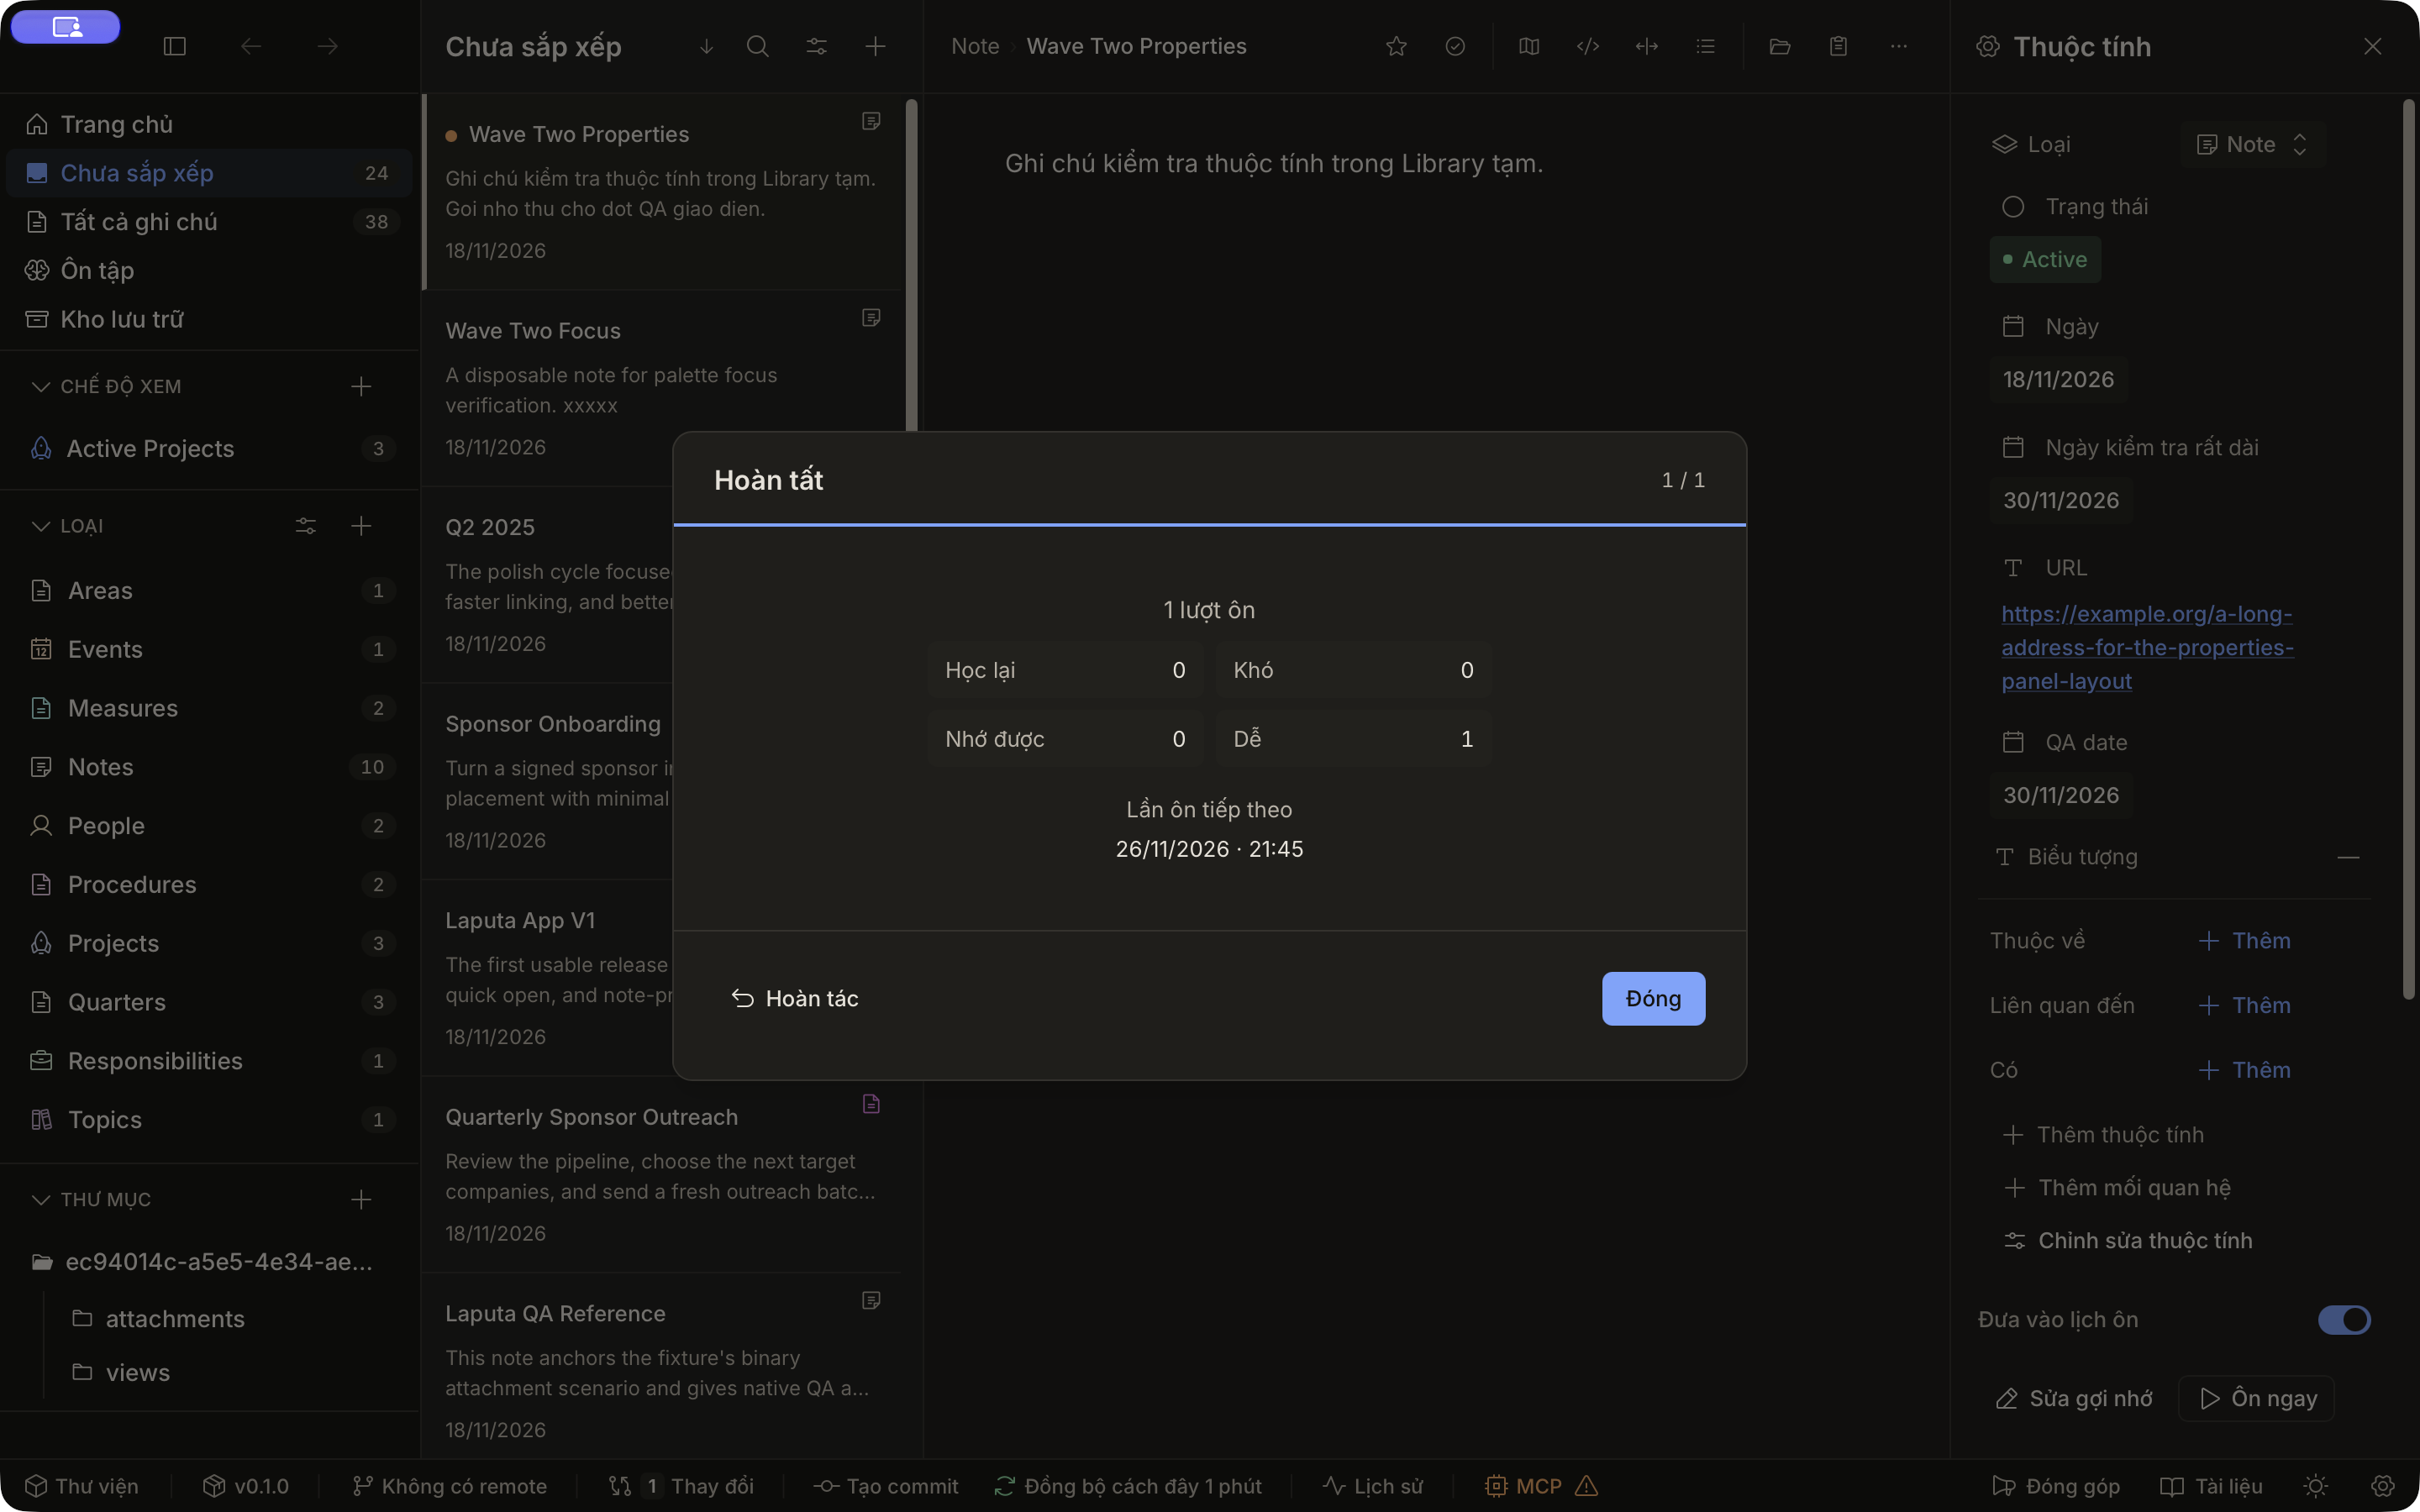 Trang chủ
Chưa sắp xếp 24
Tất cả ghi chú 38
Ôn tập
Kho lưu trữ
CHẾ ĐỘ XEM
Active Projects 3
LOẠI
Areas 1
Events 1
Measures 2
Notes 10
People 2
Procedures 2
Projects 3
Quarters 3
Responsibilities 1
Topics 1
THƯ MỤC
ec94014c-a5e5-4e34-ae...
attachments
views
Chưa sắp xếp
Wave Two Properties
Ghi chú kiểm tra thuộc tính trong Library tạm.
Goi nho thu cho dot QA giao dien.
18/11/2026
Wave Two Focus
A disposable note for palette focus
verification. xxxxx
18/11/2026
Q2 2025
The polish cycle focuse
faster linking, and better
18/11/2026
Sponsor Onboarding
Turn a signed sponsor i
placement with minimal
18/11/2026
Laputa App V1
The first usable release
quick open, and note-pr
18/11/2026
Quarterly Sponsor Outreach
Review the pipeline, choose the next target
companies, and send a fresh outreach batc...
18/11/2026
Laputa QA Reference
This note anchors the fixture's binary
attachment scenario and gives native QA a...
18/11/2026
Note › Wave Two Properties
Ghi chú kiểm tra thuộc tính trong Library tạm.
Hoàn tất 1 / 1
1 lượt ôn
Học lại 0 Khó 0
Nhớ được 0 Dễ 1
Lần ôn tiếp theo
26/11/2026 · 21:45
Hoàn tác Đóng
Thuộc tính
Loại Note
Trạng thái
Active
Ngày
18/11/2026
Ngày kiểm tra rất dài
30/11/2026
URL
https://example.org/a-long-
address-for-the-properties-
panel-layout
QA date
30/11/2026
Biểu tượng —
Thuộc về Thêm
Liên quan đến Thêm
Có Thêm
Thêm thuộc tính
Thêm mối quan hệ
Chỉnh sửa thuộc tính
Đưa vào lịch ôn
Sửa gợi nhớ Ôn ngay
Thư viện v0.1.0 Không có remote 1 Thay đổi Tạo commit Đồng bộ cách đây 1 phút Lịch sử MCP Đóng góp Tài liệu